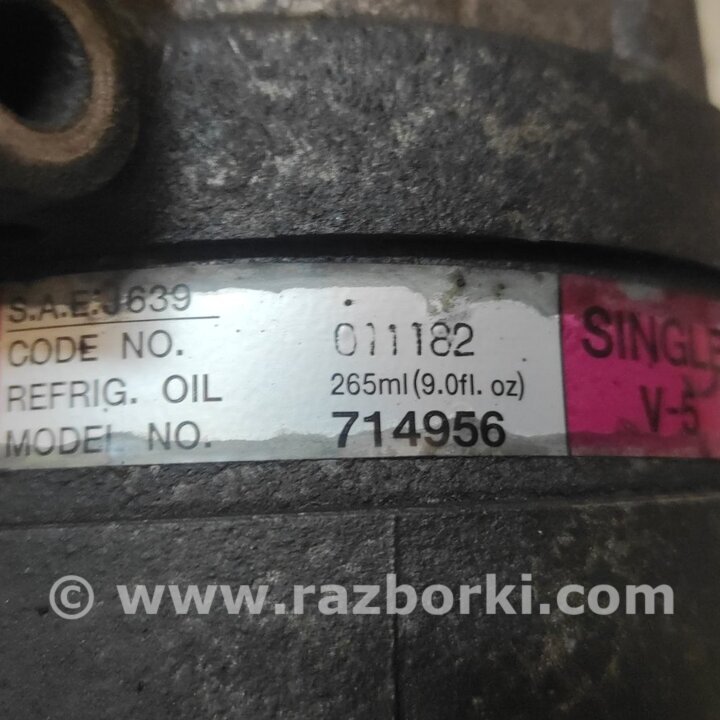 S.A.E:J639
CODE NO. 011182
REFRIG. OIL 265ml(9.0fl. oz)
MODEL NO. 714956
SINGLE
V-5
© www.razborki.com